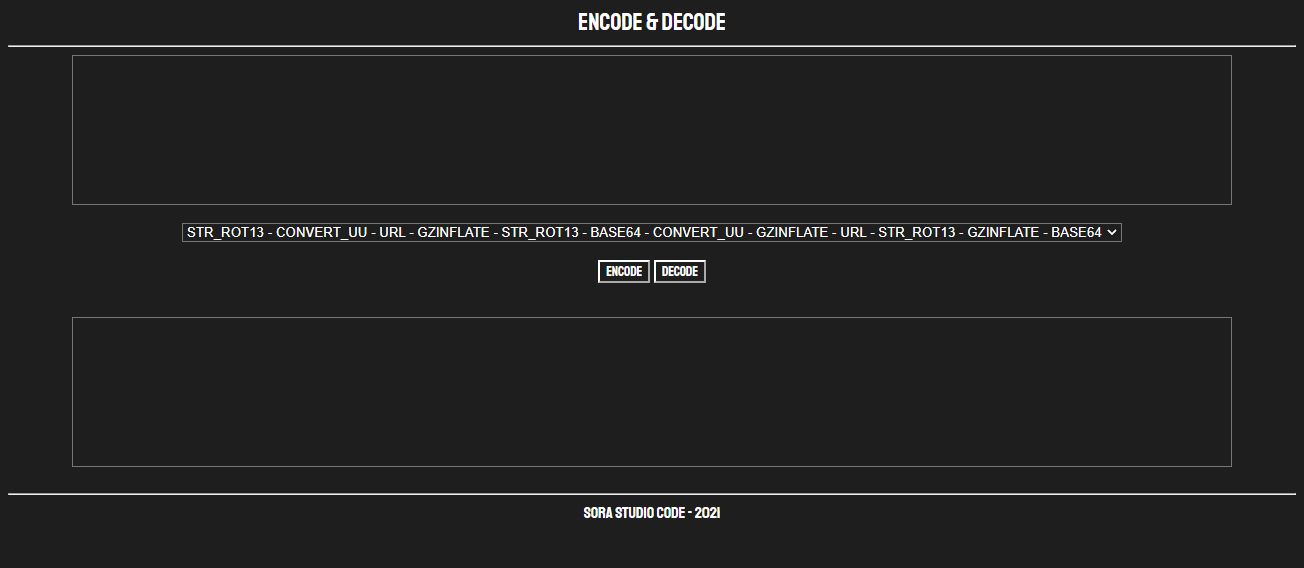 ENCODE & DECODE
STR_ROT13 - CONVERT_UU - URL - GZINFLATE - STR_ROT13 - BASE64 - CONVERT_UU - GZINFLATE - URL - STR_ROT13 - GZINFLATE - BASE64
ENCODE DECODE
SORA STUDIO CODE - 2021